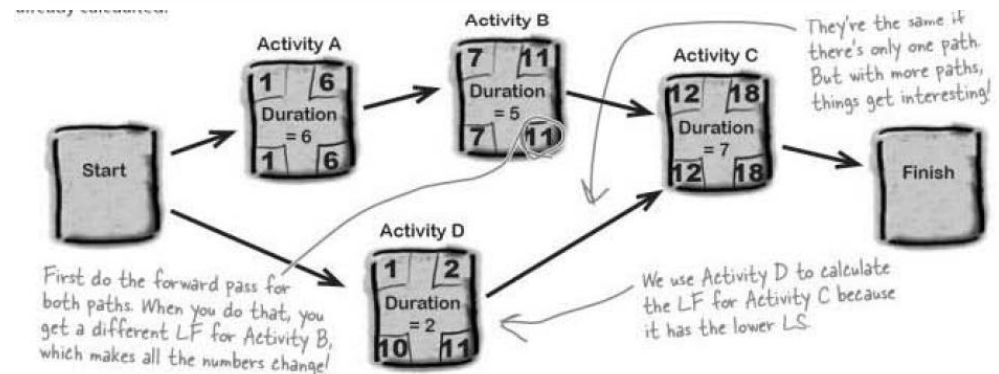 already calculated.
Activity A
1 6
Duration
= 6
1 6
Activity B
7 11
Duration
= 5
7 11
Activity C
12 18
Duration
= 7
12 18
They're the same if
there's only one path.
But with more paths,
things get interesting!
Start
Finish
Activity D
1 2
Duration
= 2
10 11
First do the forward pass for
both paths. When you do that, you
get a different LF for Activity B,
which makes all the numbers change!
We use Activity D to calculate
the LF for Activity C because
it has the lower LS